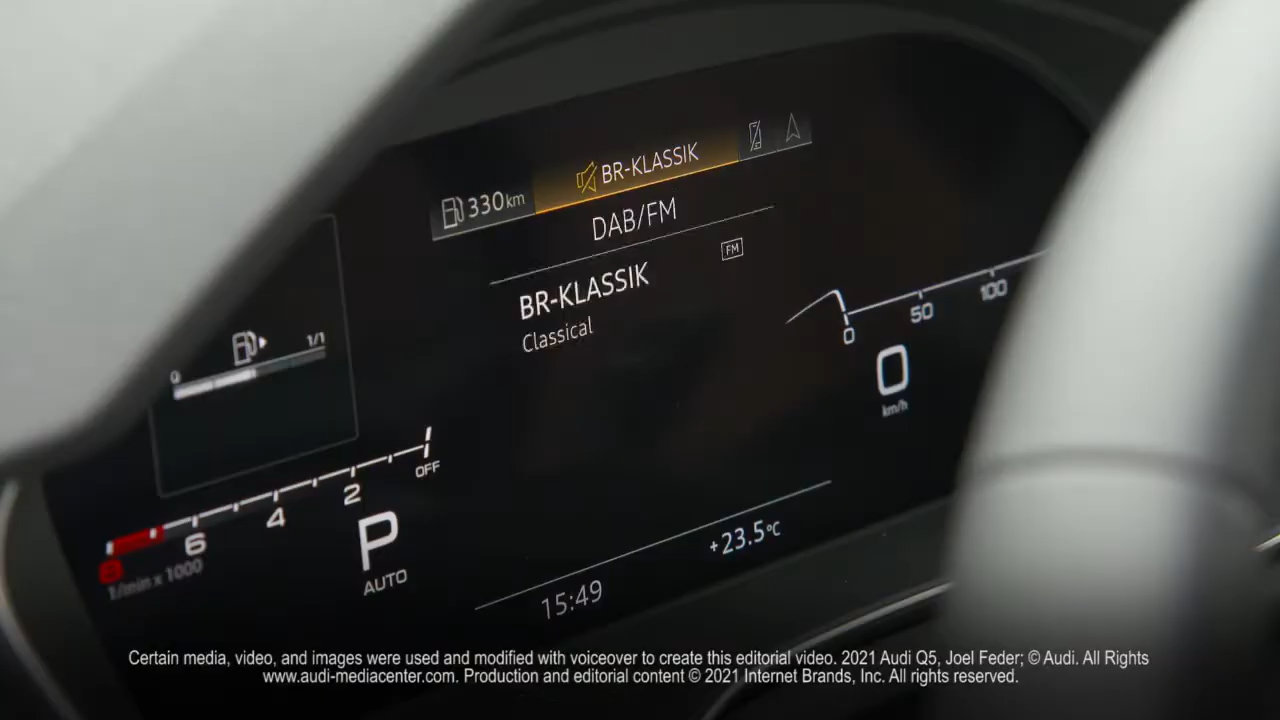 330km
BR-KLASSIK
DAB/FM
FM
BR-KLASSIK
Classical
0 1/1
0 50 100
0
km/h
6 4 2 OFF
1/min x 1000
P
AUTO
+23.5°C
15:49
Certain media, video, and images were used and modified with voiceover to create this editorial video. 2021 Audi Q5, Joel Feder; © Audi. All Rights
www.audi-mediacenter.com. Production and editorial content © 2021 Internet Brands, Inc. All rights reserved.